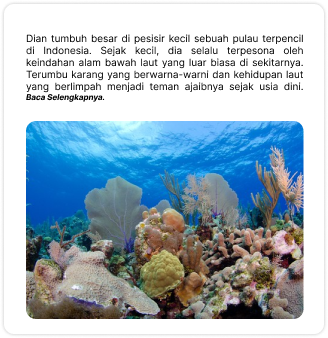 Dian tumbuh besar di pesisir kecil sebuah pulau terpencil
di Indonesia. Sejak kecil, dia selalu terpesona oleh
keindahan alam bawah laut yang luar biasa di sekitarnya.
Terumbu karang yang berwarna-warni dan kehidupan laut
yang berlimpah menjadi teman ajaibnya sejak usia dini.
Baca Selengkapnya.